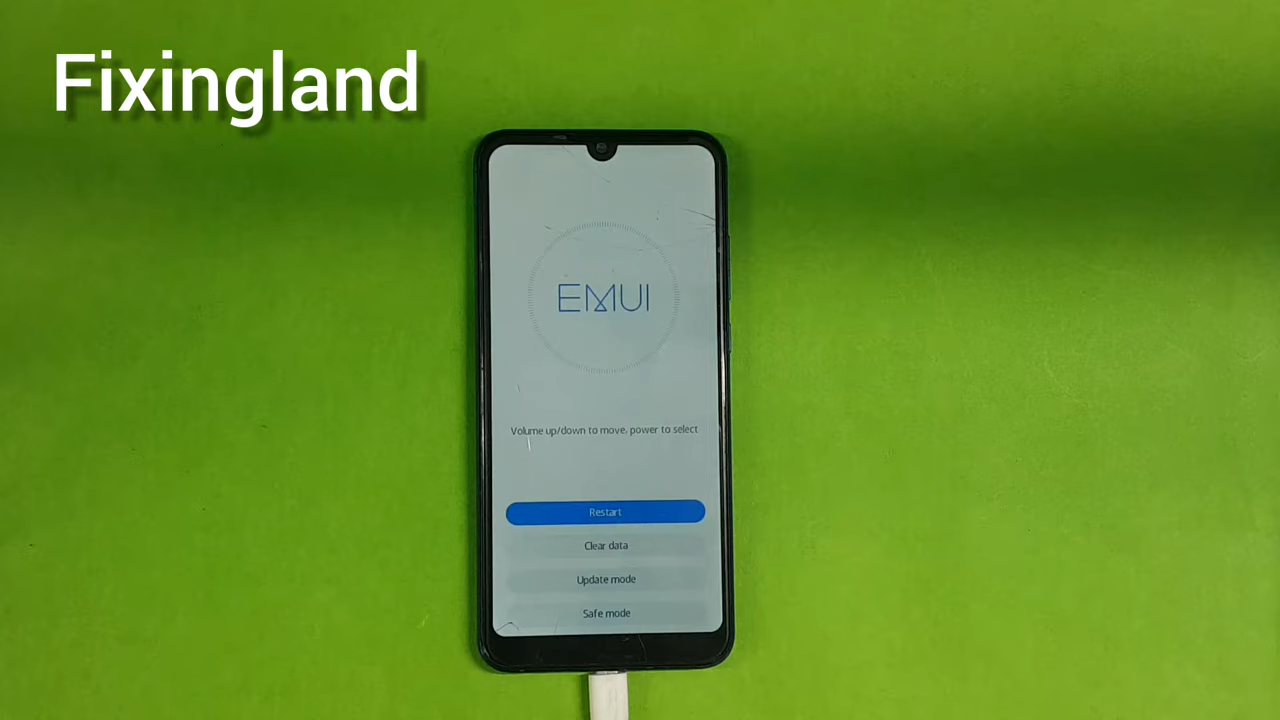 Fixingland
EMUI
Volume up/down to move, power to select
Restart
Clear data
Update mode
Safe mode